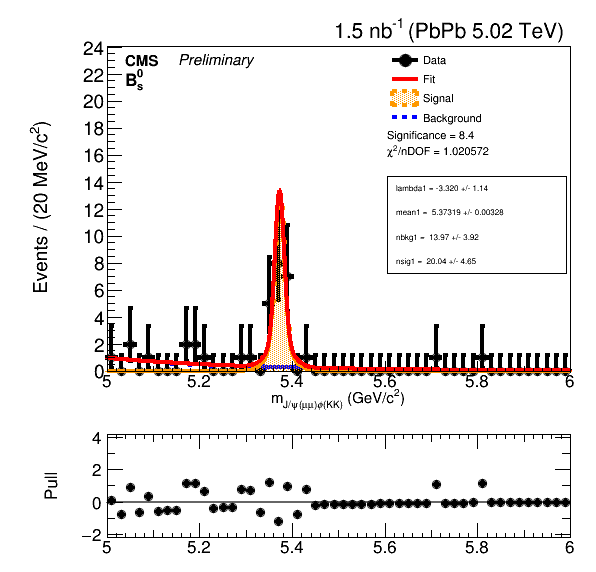 1.5 nb⁻¹ (PbPb 5.02 TeV)
CMS Preliminary
B⁰ₛ
Data
Fit
Signal
Background
Significance = 8.4
χ²/nDOF = 1.020572
lambda1 = -3.320 +/- 1.14
mean1 = 5.37319 +/- 0.00328
nbkg1 = 13.97 +/- 3.92
nsig1 = 20.04 +/- 4.65
Events / (20 MeV/c²)
24
22
20
18
16
14
12
10
8
6
4
2
0
5 5.2 5.4 5.6 5.8 6
m_J/ψ(μμ)φ(KK) (GeV/c²)
Pull
4
2
0
−2
5 5.2 5.4 5.6 5.8 6